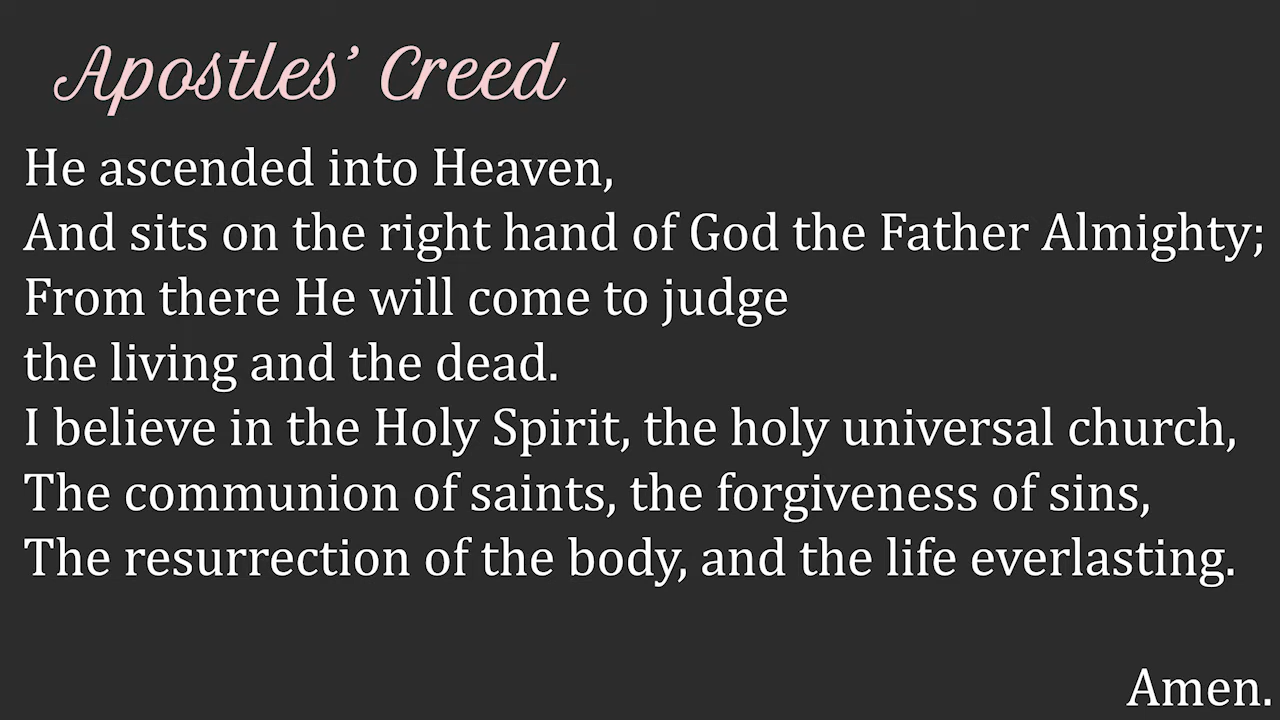 Apostles’ Creed
He ascended into Heaven,
And sits on the right hand of God the Father Almighty;
From there He will come to judge
the living and the dead.
I believe in the Holy Spirit, the holy universal church,
The communion of saints, the forgiveness of sins,
The resurrection of the body, and the life everlasting.
Amen.